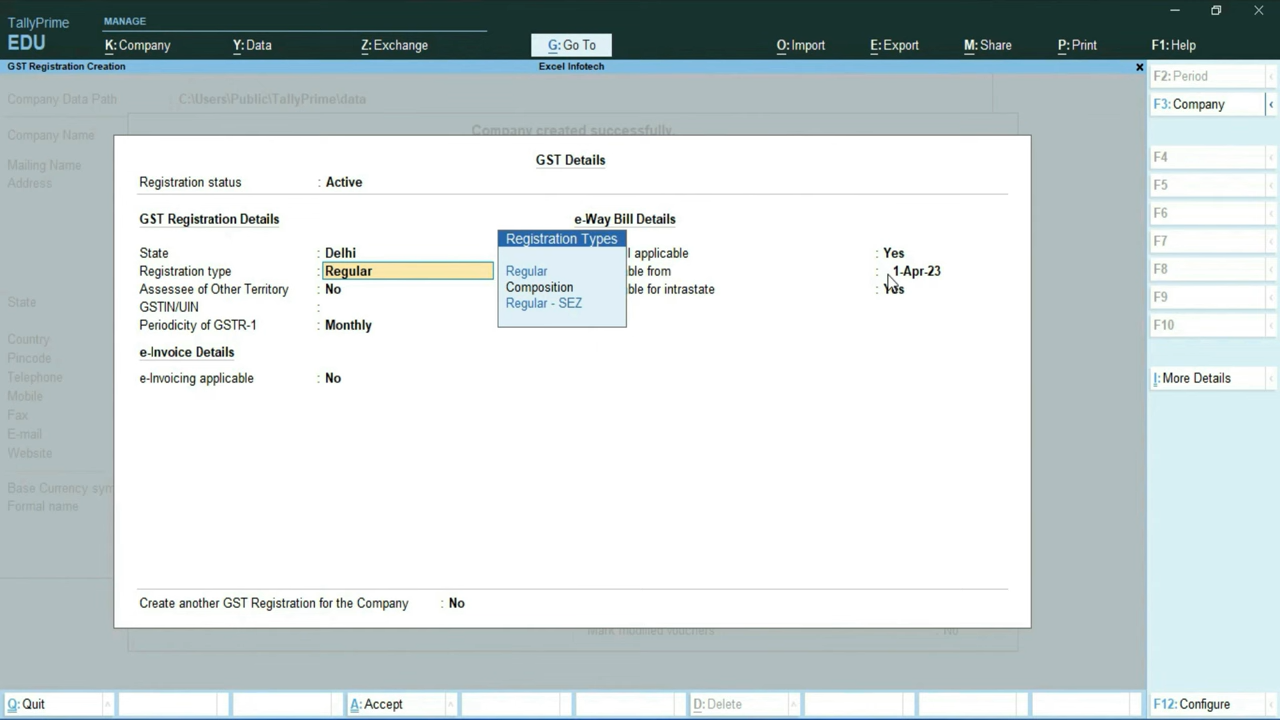 TallyPrime
EDU
MANAGE
K: Company
Y: Data
Z: Exchange
G: Go To
O: Import
E: Export
M: Share
P: Print
F1: Help
GST Registration Creation
Excel Infotech
Company Data Path : C:\Users\Public\TallyPrime\data
Company created successfully.
Company Name
Mailing Name
Address
State
Country
Pincode
Telephone
Mobile
Fax
E-mail
Website
Base Currency sym
Formal name
GST Details
Registration status : Active
GST Registration Details
State : Delhi
Registration type : Regular
Assessee of Other Territory : No
GSTIN/UIN :
Periodicity of GSTR-1 : Monthly
e-Invoice Details
e-Invoicing applicable : No
e-Way Bill Details
l applicable : Yes
ble from : 1-Apr-23
ble for intrastate : Yes
Registration Types
Regular
Composition
Regular - SEZ
Create another GST Registration for the Company : No
Mark modified vouchers : No
F2: Period
F3: Company
F4
F5
F6
F7
F8
F9
F10
I: More Details
Q: Quit
A: Accept
D: Delete
F12: Configure